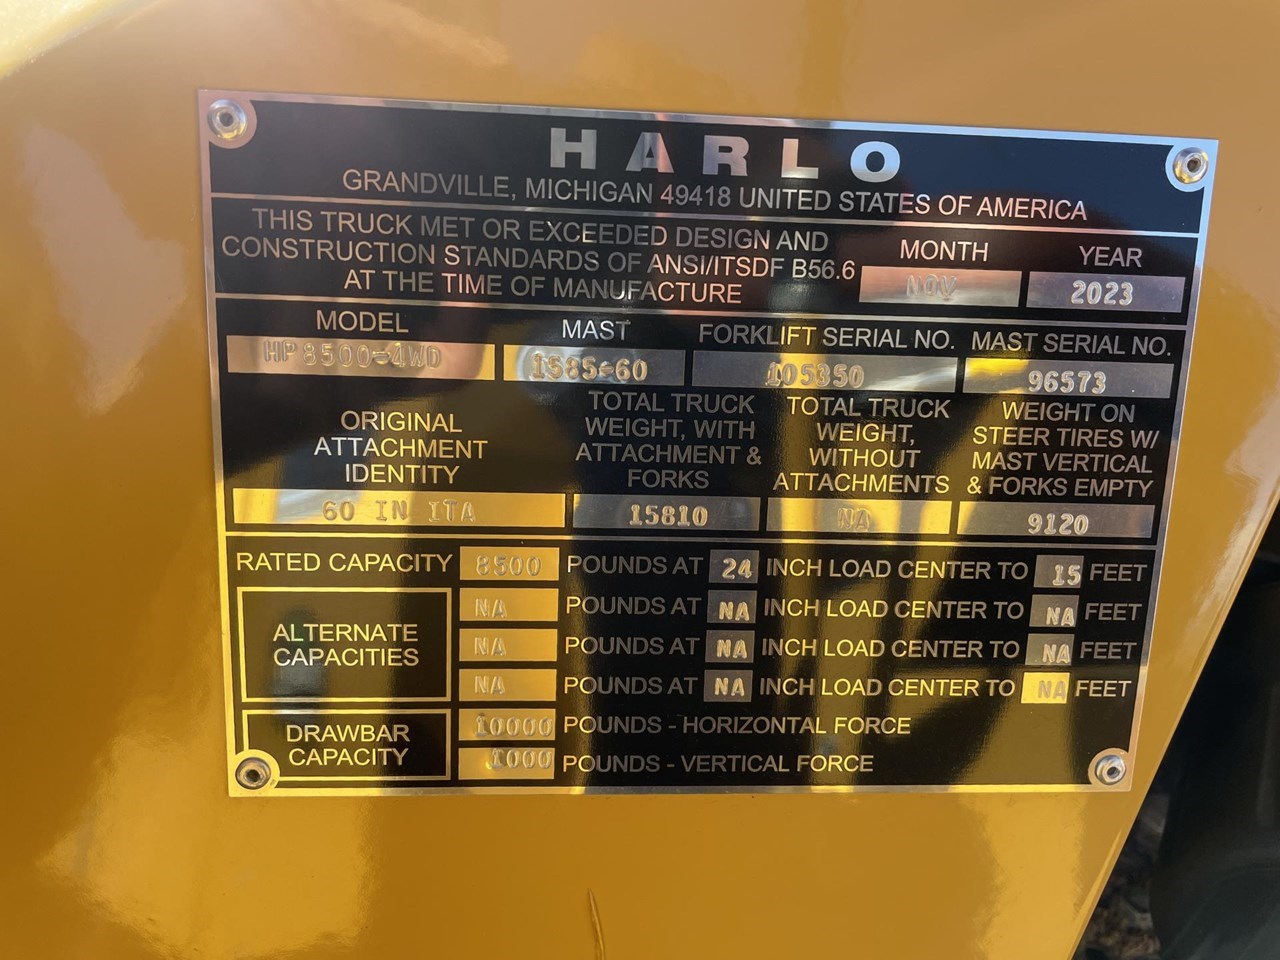 HARLO
GRANDVILLE, MICHIGAN 49418 UNITED STATES OF AMERICA
THIS TRUCK MET OR EXCEEDED DESIGN AND
CONSTRUCTION STANDARDS OF ANSI/ITSDF B56.6
AT THE TIME OF MANUFACTURE
MONTH YEAR
NOV 2023
MODEL MAST FORKLIFT SERIAL NO. MAST SERIAL NO.
HP8500-4WD 1585-60 105350 96573
ORIGINAL
ATTACHMENT
IDENTITY
TOTAL TRUCK
WEIGHT, WITH
ATTACHMENT &
FORKS
TOTAL TRUCK
WEIGHT,
WITHOUT
ATTACHMENTS
WEIGHT ON
STEER TIRES W/
MAST VERTICAL
& FORKS EMPTY
60 IN ITA 15810 NA 9120
RATED CAPACITY 8500 POUNDS AT 24 INCH LOAD CENTER TO 15 FEET
ALTERNATE
CAPACITIES
NA POUNDS AT NA INCH LOAD CENTER TO NA FEET
NA POUNDS AT NA INCH LOAD CENTER TO NA FEET
NA POUNDS AT NA INCH LOAD CENTER TO NA FEET
DRAWBAR
CAPACITY
10000 POUNDS - HORIZONTAL FORCE
1000 POUNDS - VERTICAL FORCE